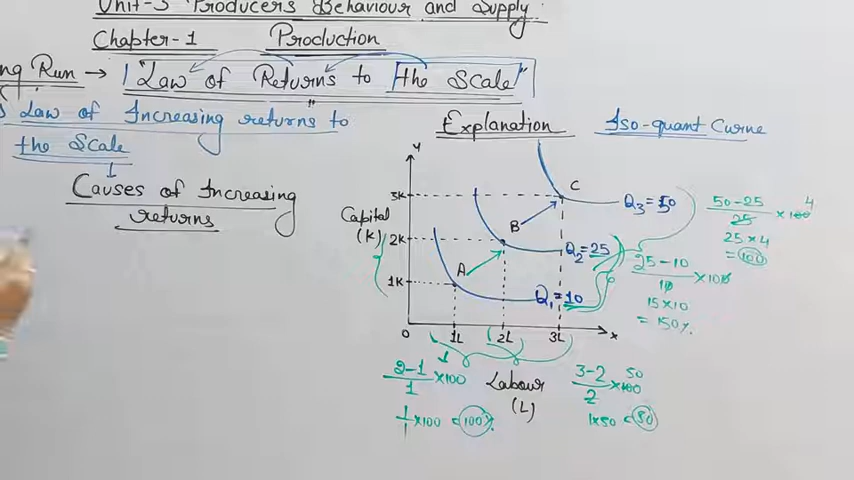 Unit-3 Producers Behaviour and Supply
Chapter-1 Production
Run → "Law of Returns to the Scale"
Law of Increasing returns" to
the Scale
Causes of Increasing
returns
Explanation
Iso-quant Curve
Y
Capital
(K)
3K
2K
1K
0
1L
2L
3L
X
Labour
(L)
A
B
C
Q1=10
Q2=25
Q3=50
50-25
25
×100
4
25×4
=100
25-10
10
×100
15×10
=150%
2-1
1
×100
1
1
×100 =100%
3-2
2
×100
50
1×50 =50